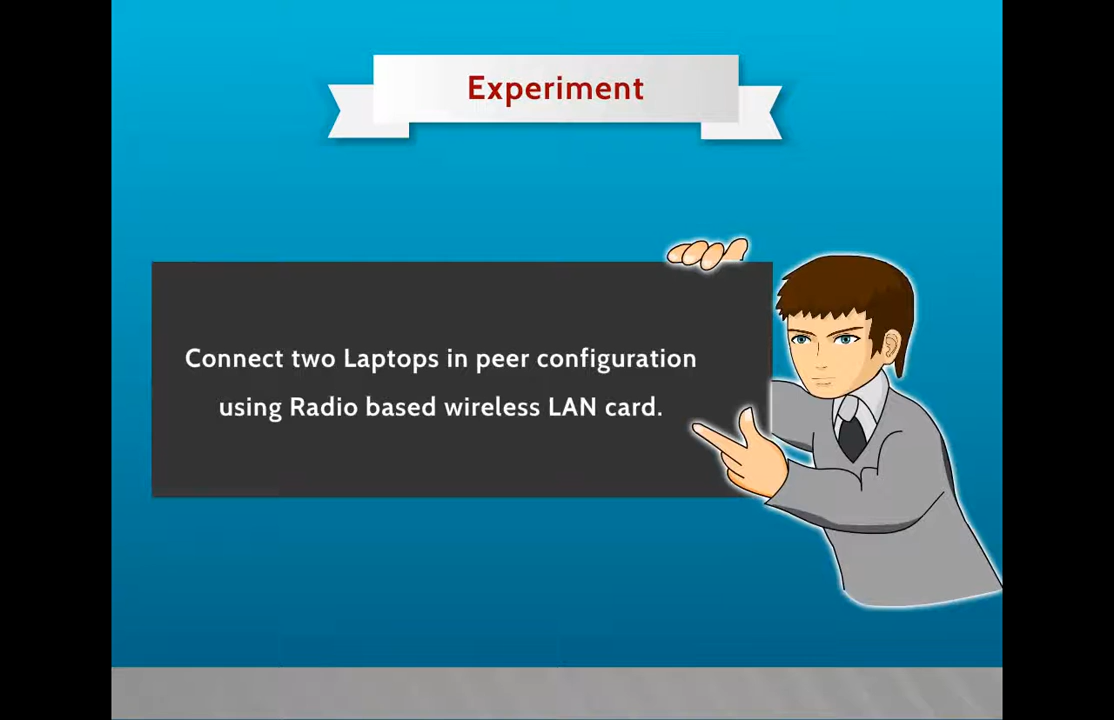 Experiment
Connect two Laptops in peer configuration
using Radio based wireless LAN card.